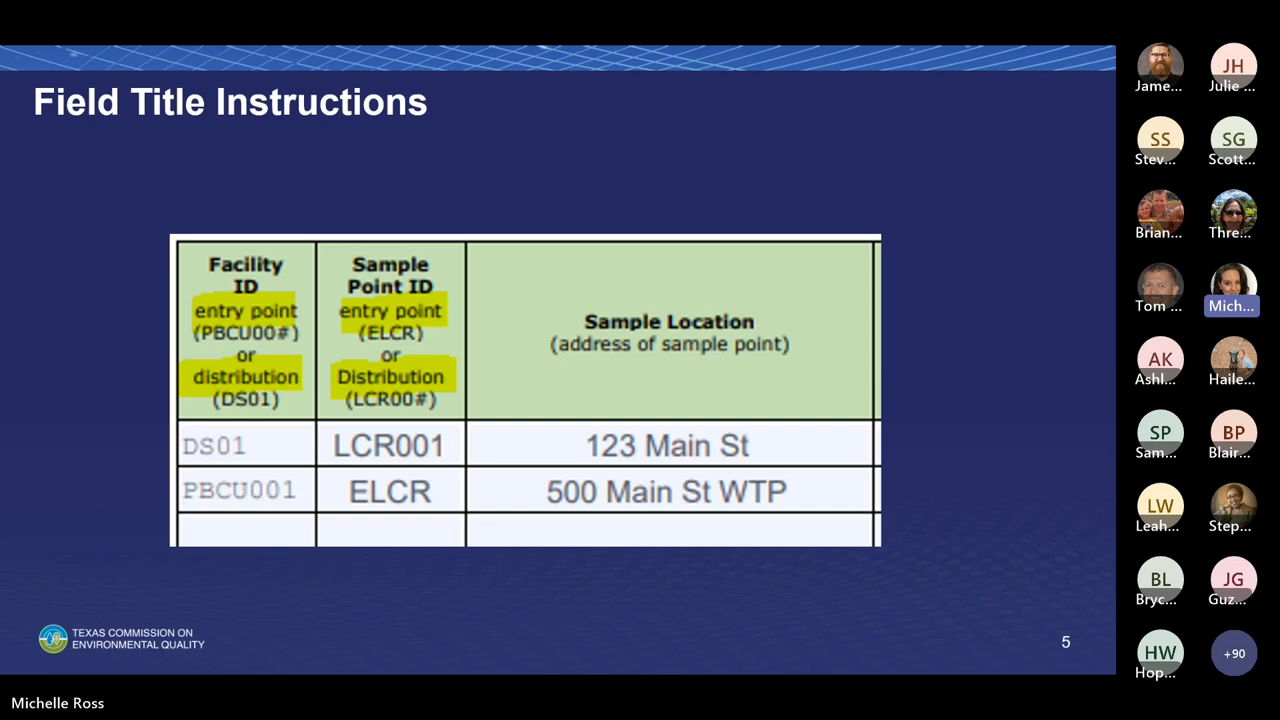 Field Title Instructions
Facility
ID
entry point
(PBCU00#)
or
distribution
(DS01)
Sample
Point ID
entry point
(ELCR)
or
Distribution
(LCR00#)
Sample Location
(address of sample point)
DS01 LCR001 123 Main St
PBCU001 ELCR 500 Main St WTP
TEXAS COMMISSION ON
ENVIRONMENTAL QUALITY
5
Michelle Ross
JH
Jame... Julie ...
SS SG
Stev... Scott...
Brian... Thre...
Tom ... Mich...
AK
Ashl... Haile...
SP BP
Sam... Blair...
LW
Leah... Step...
BL JG
Bryc... Guz...
HW +90
Hop...